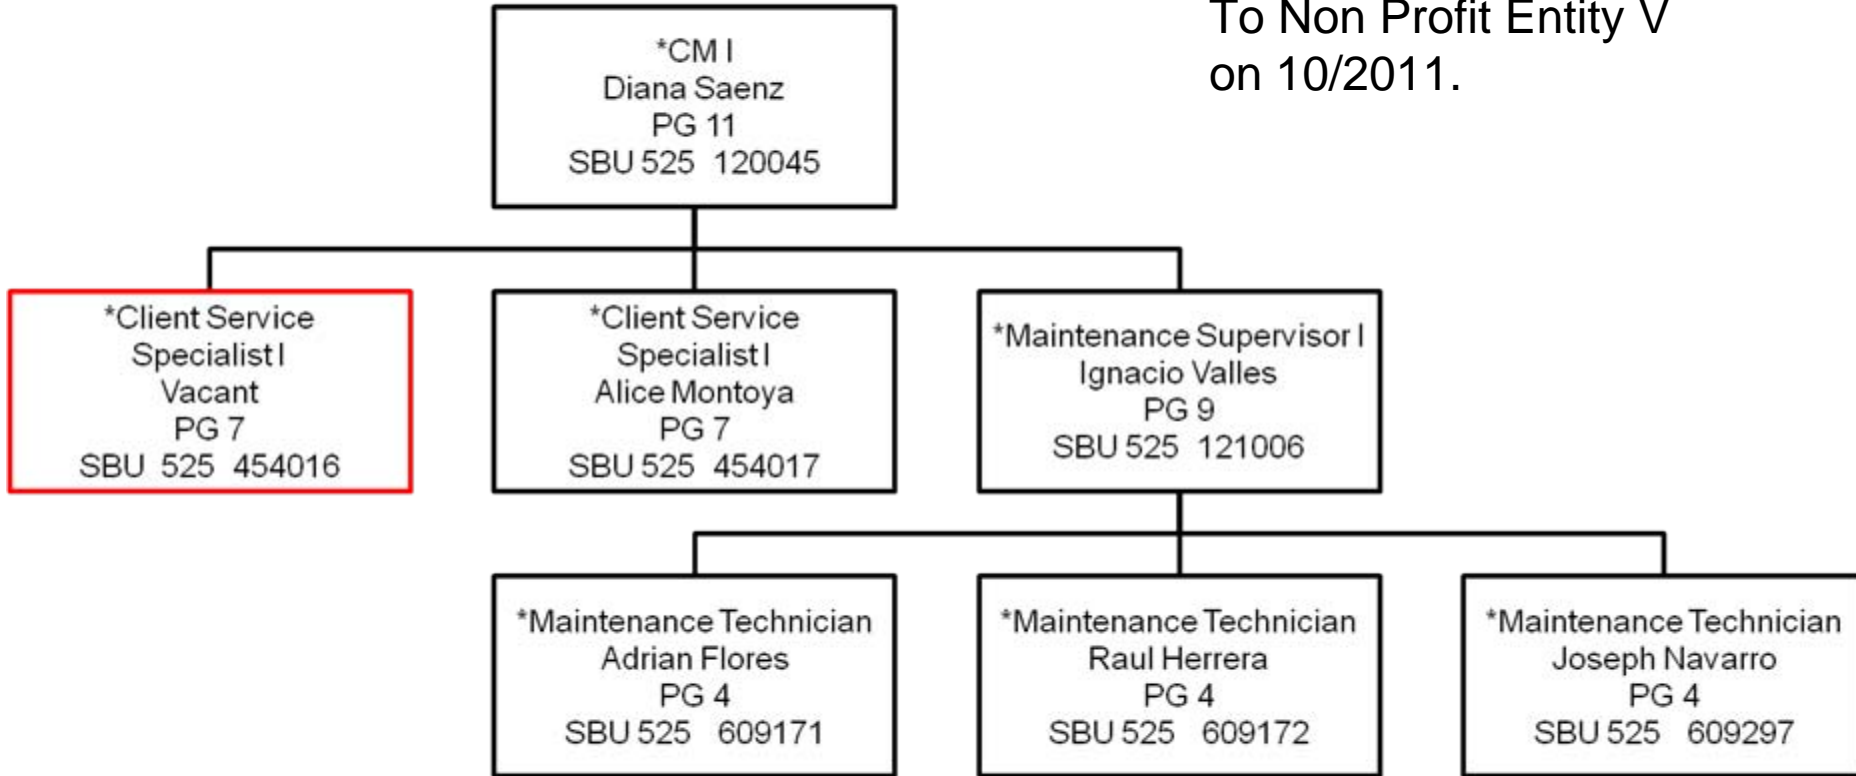 To Non Profit Entity V
on 10/2011.
*CM I
Diana Saenz
PG 11
SBU 525 120045
*Client Service
Specialist I
Vacant
PG 7
SBU 525 454016
*Client Service
Specialist I
Alice Montoya
PG 7
SBU 525 454017
*Maintenance Supervisor I
Ignacio Valles
PG 9
SBU 525 121006
*Maintenance Technician
Adrian Flores
PG 4
SBU 525 609171
*Maintenance Technician
Raul Herrera
PG 4
SBU 525 609172
*Maintenance Technician
Joseph Navarro
PG 4
SBU 525 609297